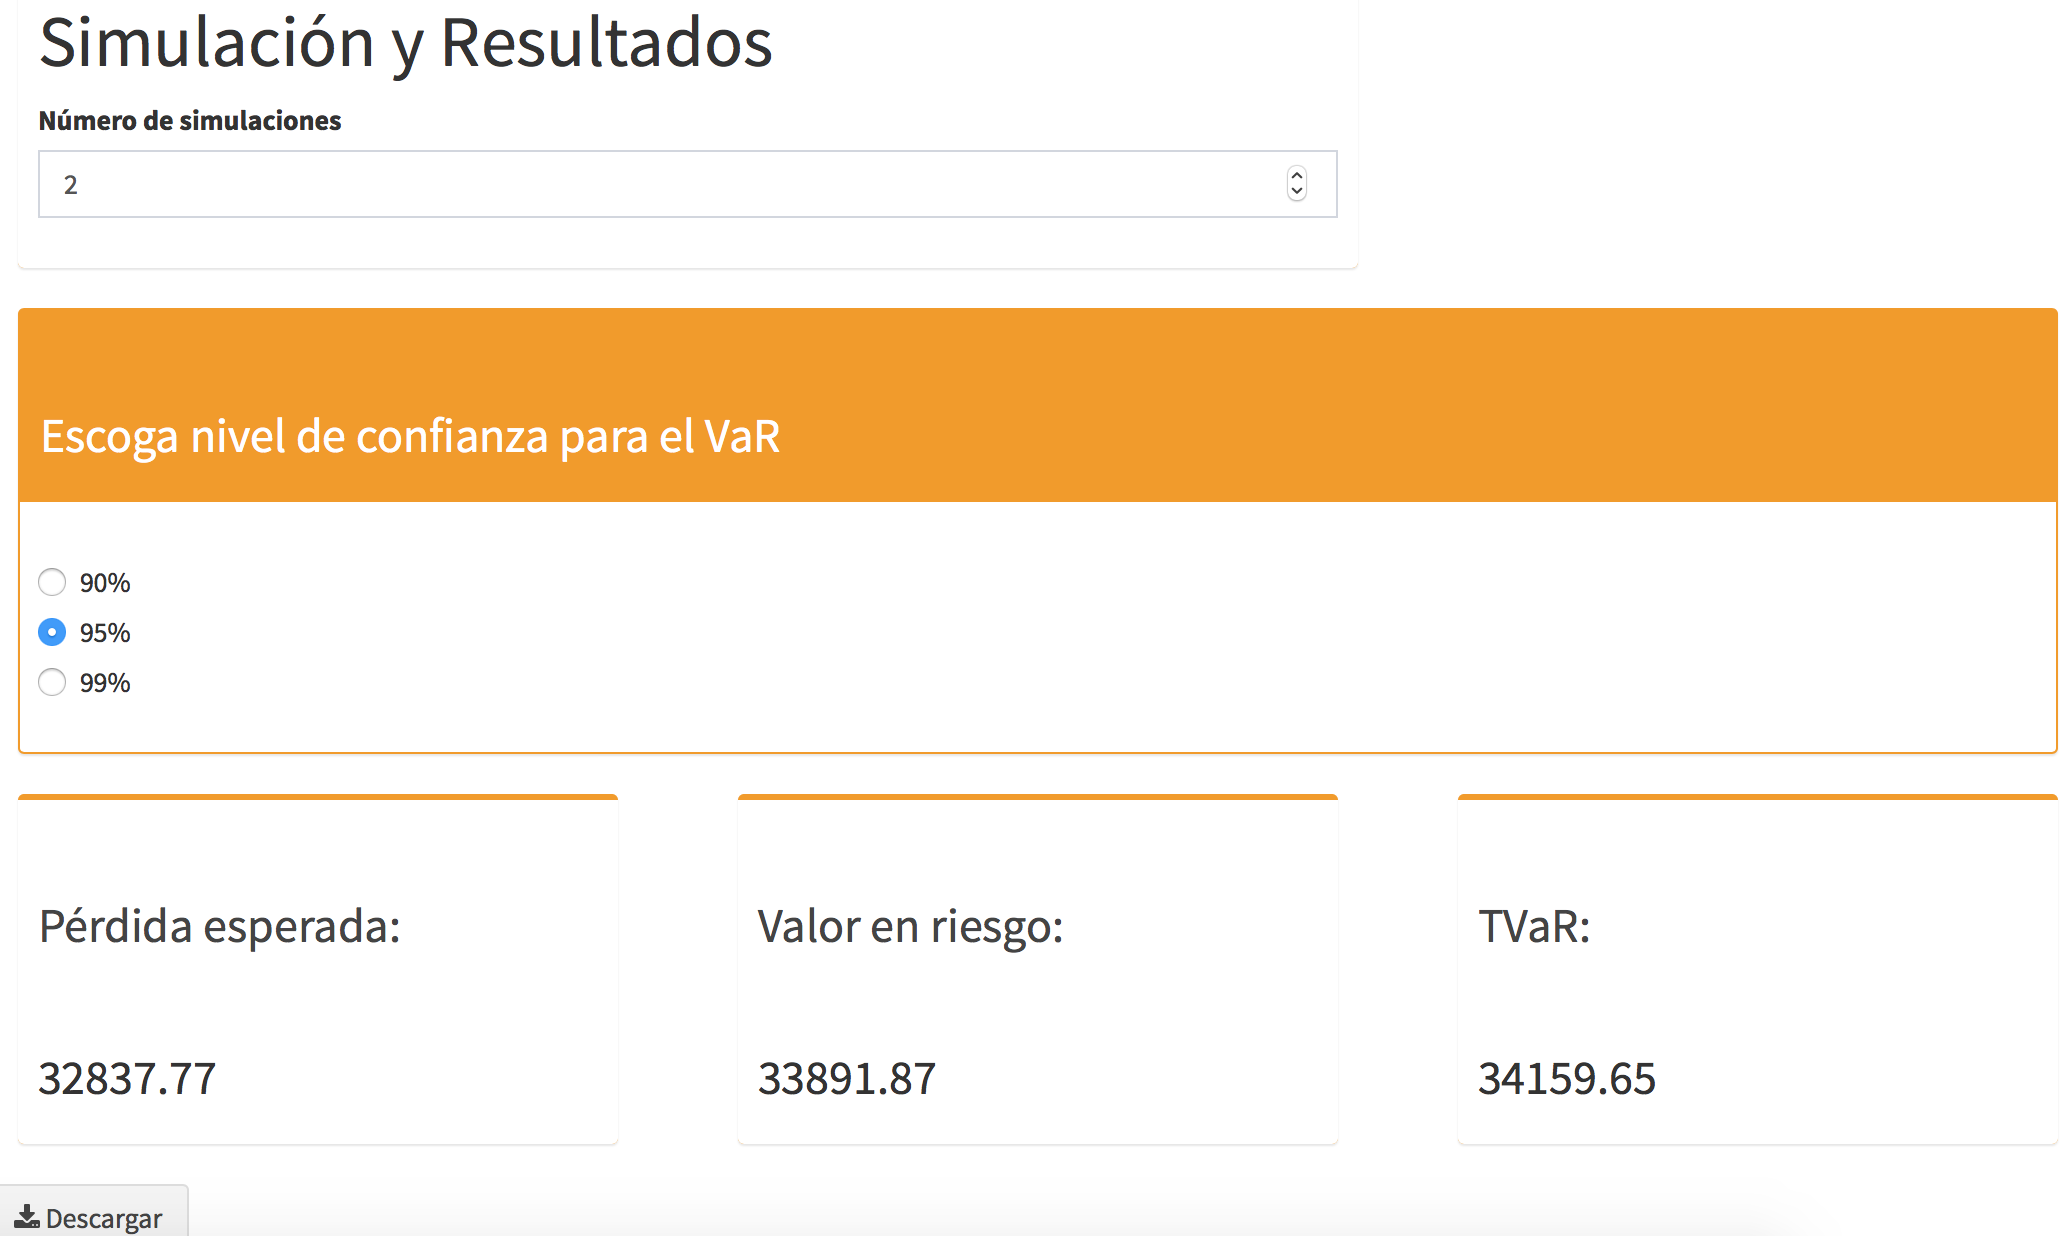 Simulación y Resultados
Número de simulaciones
2
Escoga nivel de confianza para el VaR
90%
95%
99%
Pérdida esperada:
32837.77
Valor en riesgo:
33891.87
TVaR:
34159.65
Descargar